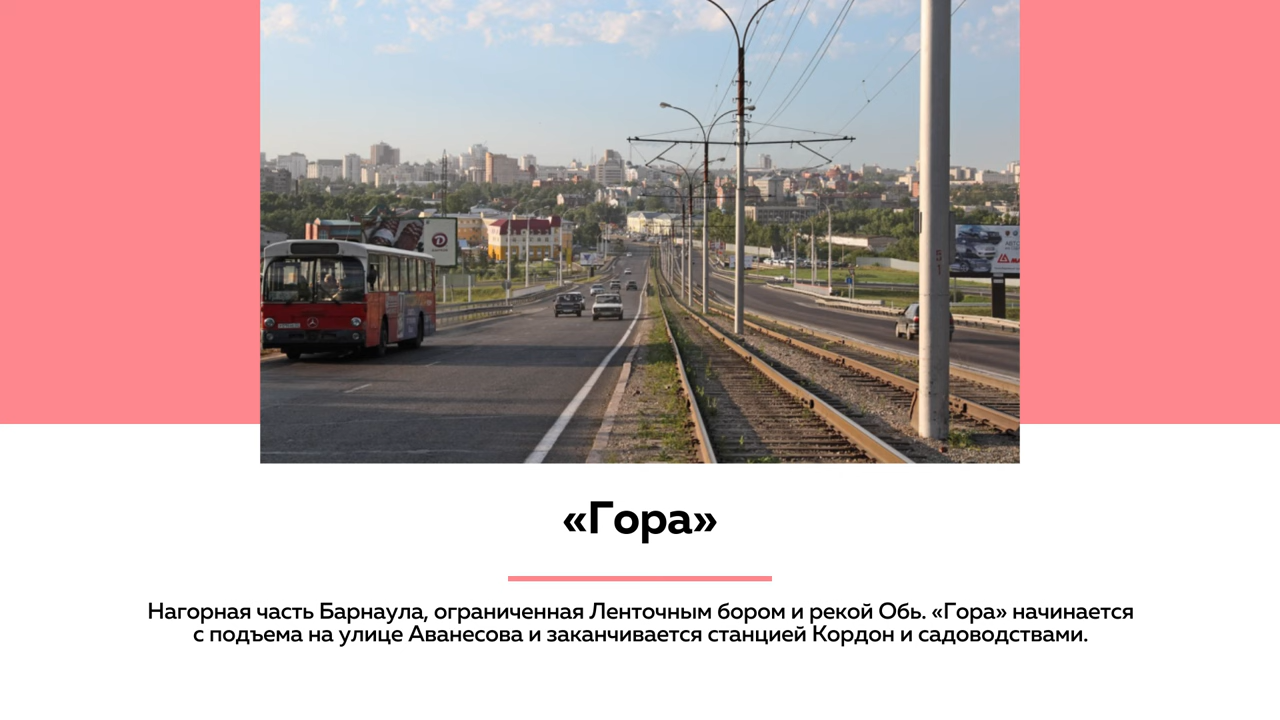 «Гора»
Нагорная часть Барнаула, ограниченная Ленточным бором и рекой Обь. «Гора» начинается
с подъема на улице Аванесова и заканчивается станцией Кордон и садоводствами.